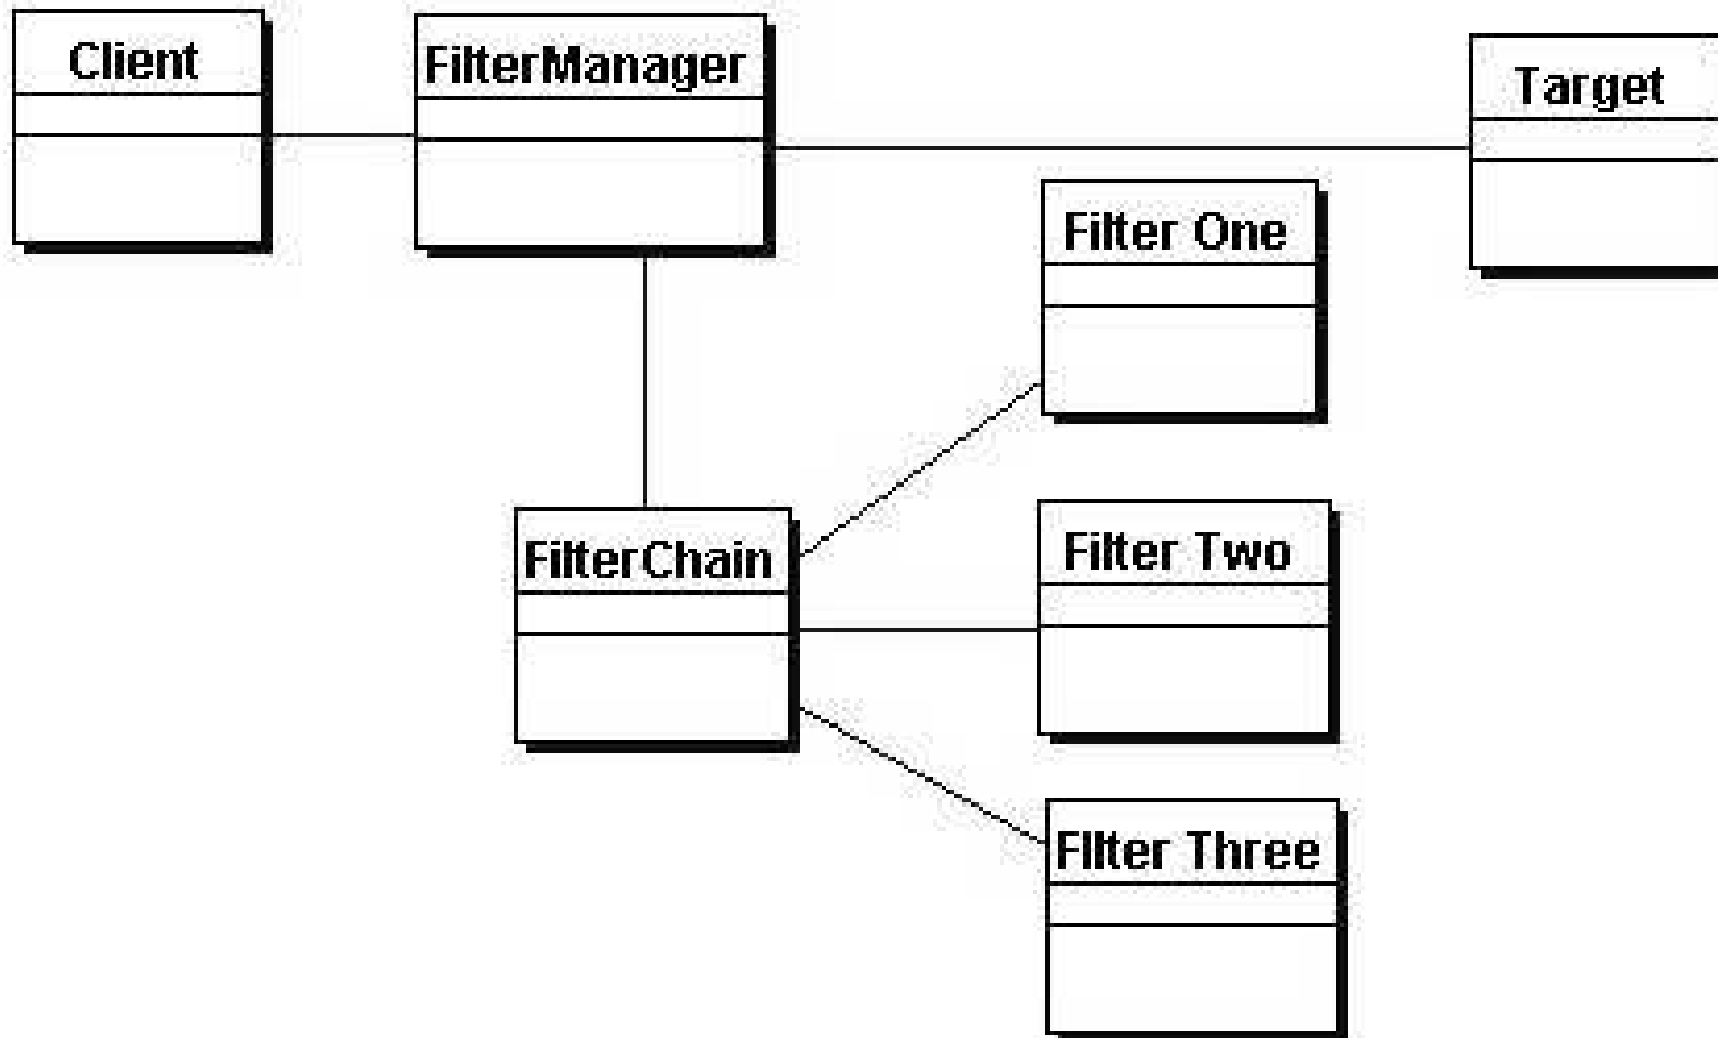 Client
FilterManager
Target
Filter One
FilterChain
Filter Two
Filter Three